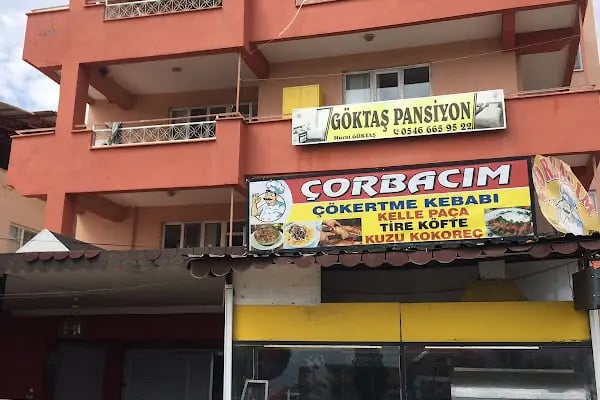 GÖKTAŞ PANSİYON
Murat GÖKTAŞ 0546 665 95 22
ÇORBACIM
ÇÖKERTME KEBABI
KELLE PAÇA
TİRE KÖFTE
KUZU KOKOREÇ